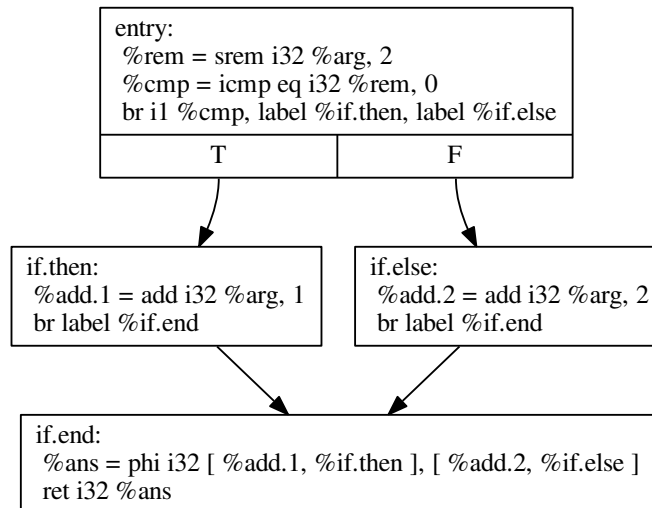 entry:
%rem = srem i32 %arg, 2
%cmp = icmp eq i32 %rem, 0
br i1 %cmp, label %if.then, label %if.else
T
F
if.then:
%add.1 = add i32 %arg, 1
br label %if.end
if.else:
%add.2 = add i32 %arg, 2
br label %if.end
if.end:
%ans = phi i32 [ %add.1, %if.then ], [ %add.2, %if.else ]
ret i32 %ans